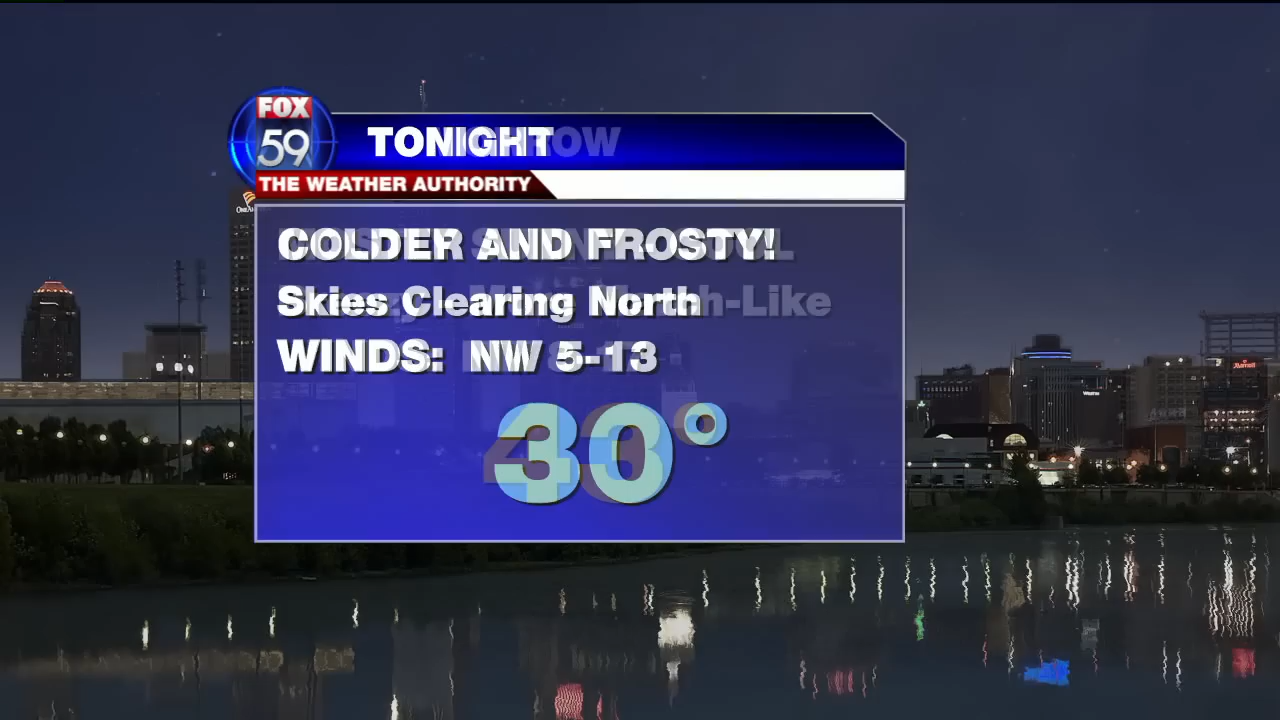 FOX
59
TONIGHT
THE WEATHER AUTHORITY
COLDER AND FROSTY!
Skies Clearing North
WINDS: NW 5-13
30°